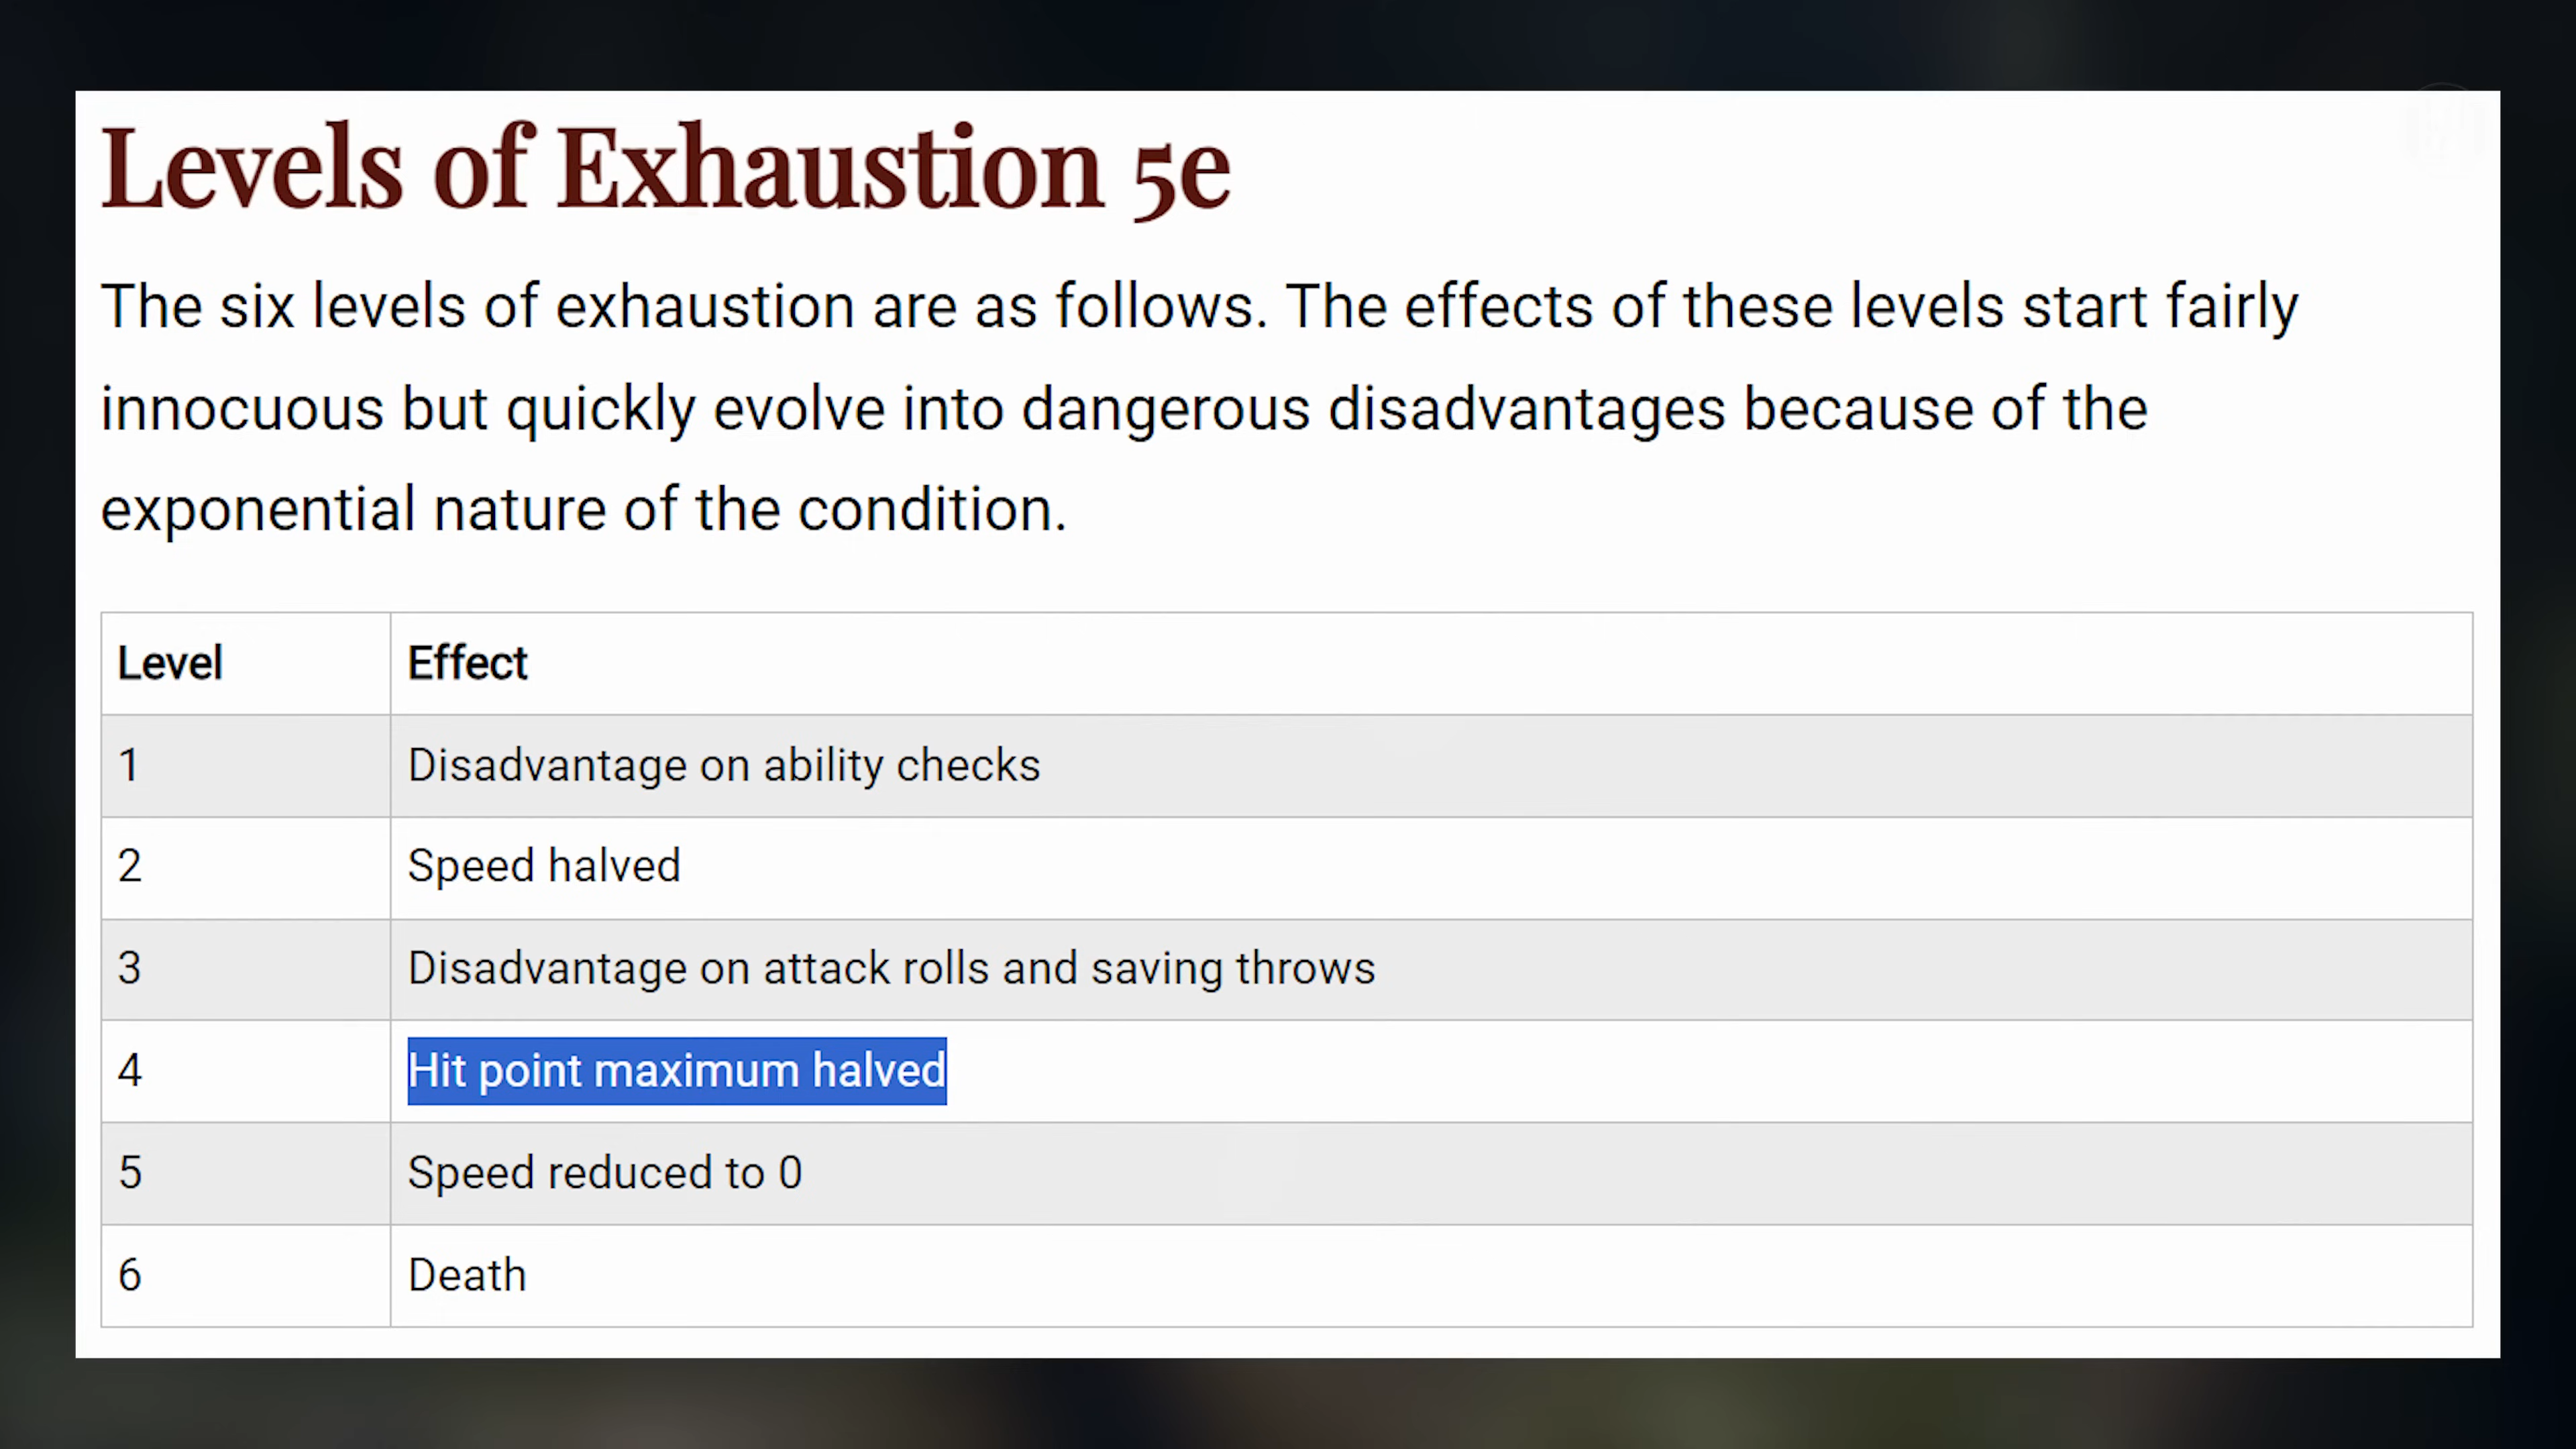 Levels of Exhaustion 5e
The six levels of exhaustion are as follows. The effects of these levels start fairly
innocuous but quickly evolve into dangerous disadvantages because of the
exponential nature of the condition.
Level Effect
1 Disadvantage on ability checks
2 Speed halved
3 Disadvantage on attack rolls and saving throws
4 Hit point maximum halved
5 Speed reduced to 0
6 Death